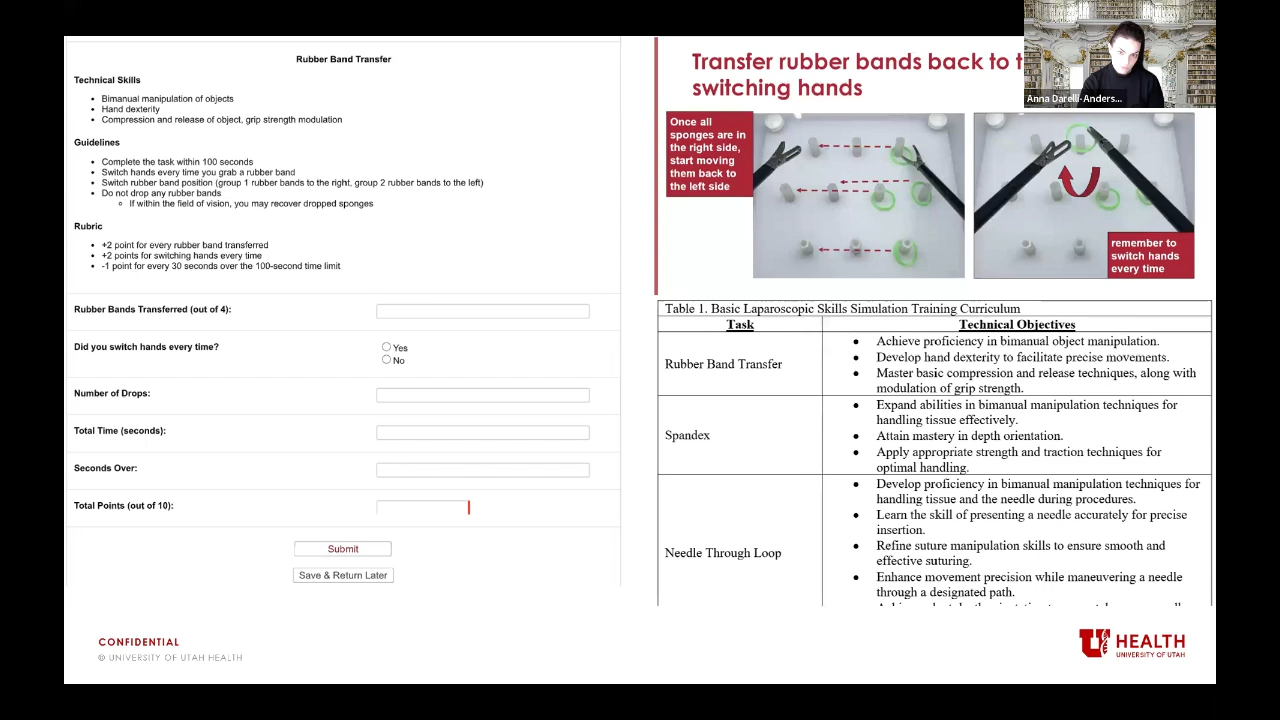 Rubber Band Transfer
Technical Skills
• Bimanual manipulation of objects
• Hand dexterity
• Compression and release of object, grip strength modulation
Guidelines
• Complete the task within 100 seconds
• Switch hands every time you grab a rubber band
• Switch rubber band position (group 1 rubber bands to the right, group 2 rubber bands to the left)
• Do not drop any rubber bands
○ If within the field of vision, you may recover dropped sponges
Rubric
• +2 point for every rubber band transferred
• +2 points for switching hands every time
• -1 point for every 30 seconds over the 100-second time limit
Rubber Bands Transferred (out of 4):
Did you switch hands every time?
Yes
No
Number of Drops:
Total Time (seconds):
Seconds Over:
Total Points (out of 10):
Submit
Save & Return Later
Transfer rubber bands back to t
switching hands
Anna Darelli-Anders...
Once all
sponges are in
the right side,
start moving
them back to
the left side
remember to
switch hands
every time
Table 1. Basic Laparoscopic Skills Simulation Training Curriculum
Task
Technical Objectives
Rubber Band Transfer
• Achieve proficiency in bimanual object manipulation.
• Develop hand dexterity to facilitate precise movements.
• Master basic compression and release techniques, along with
modulation of grip strength.
Spandex
• Expand abilities in bimanual manipulation techniques for
handling tissue effectively.
• Attain mastery in depth orientation.
• Apply appropriate strength and traction techniques for
optimal handling.
Needle Through Loop
• Develop proficiency in bimanual manipulation techniques for
handling tissue and the needle during procedures.
• Learn the skill of presenting a needle accurately for precise
insertion.
• Refine suture manipulation skills to ensure smooth and
effective suturing.
• Enhance movement precision while maneuvering a needle
through a designated path.
CONFIDENTIAL
© UNIVERSITY OF UTAH HEALTH
U HEALTH
UNIVERSITY OF UTAH